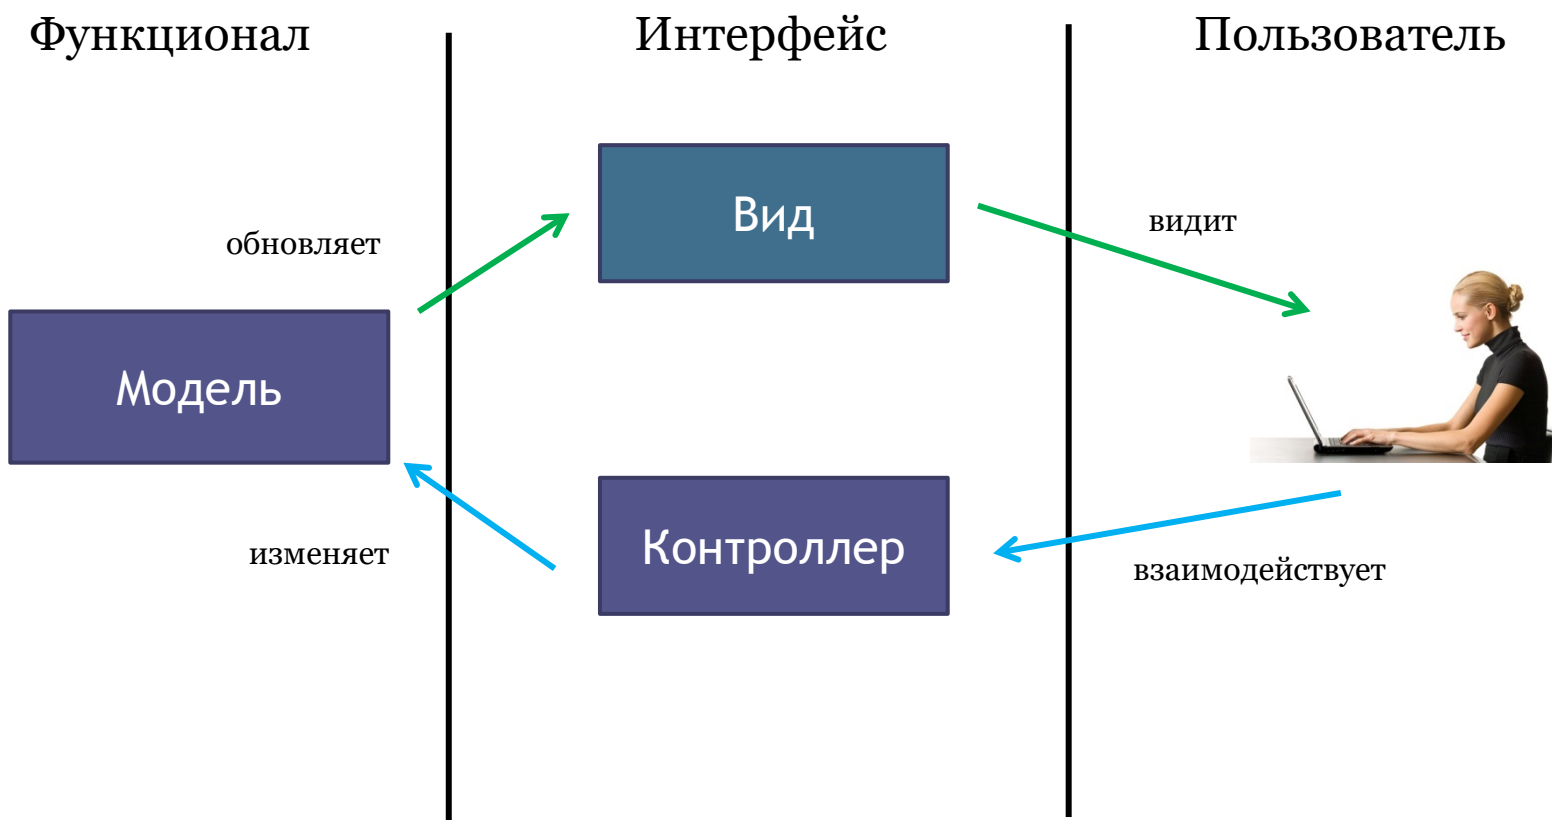 Функционал
Интерфейс
Пользователь
Вид
обновляет
видит
Модель
Контроллер
изменяет
взаимодействует